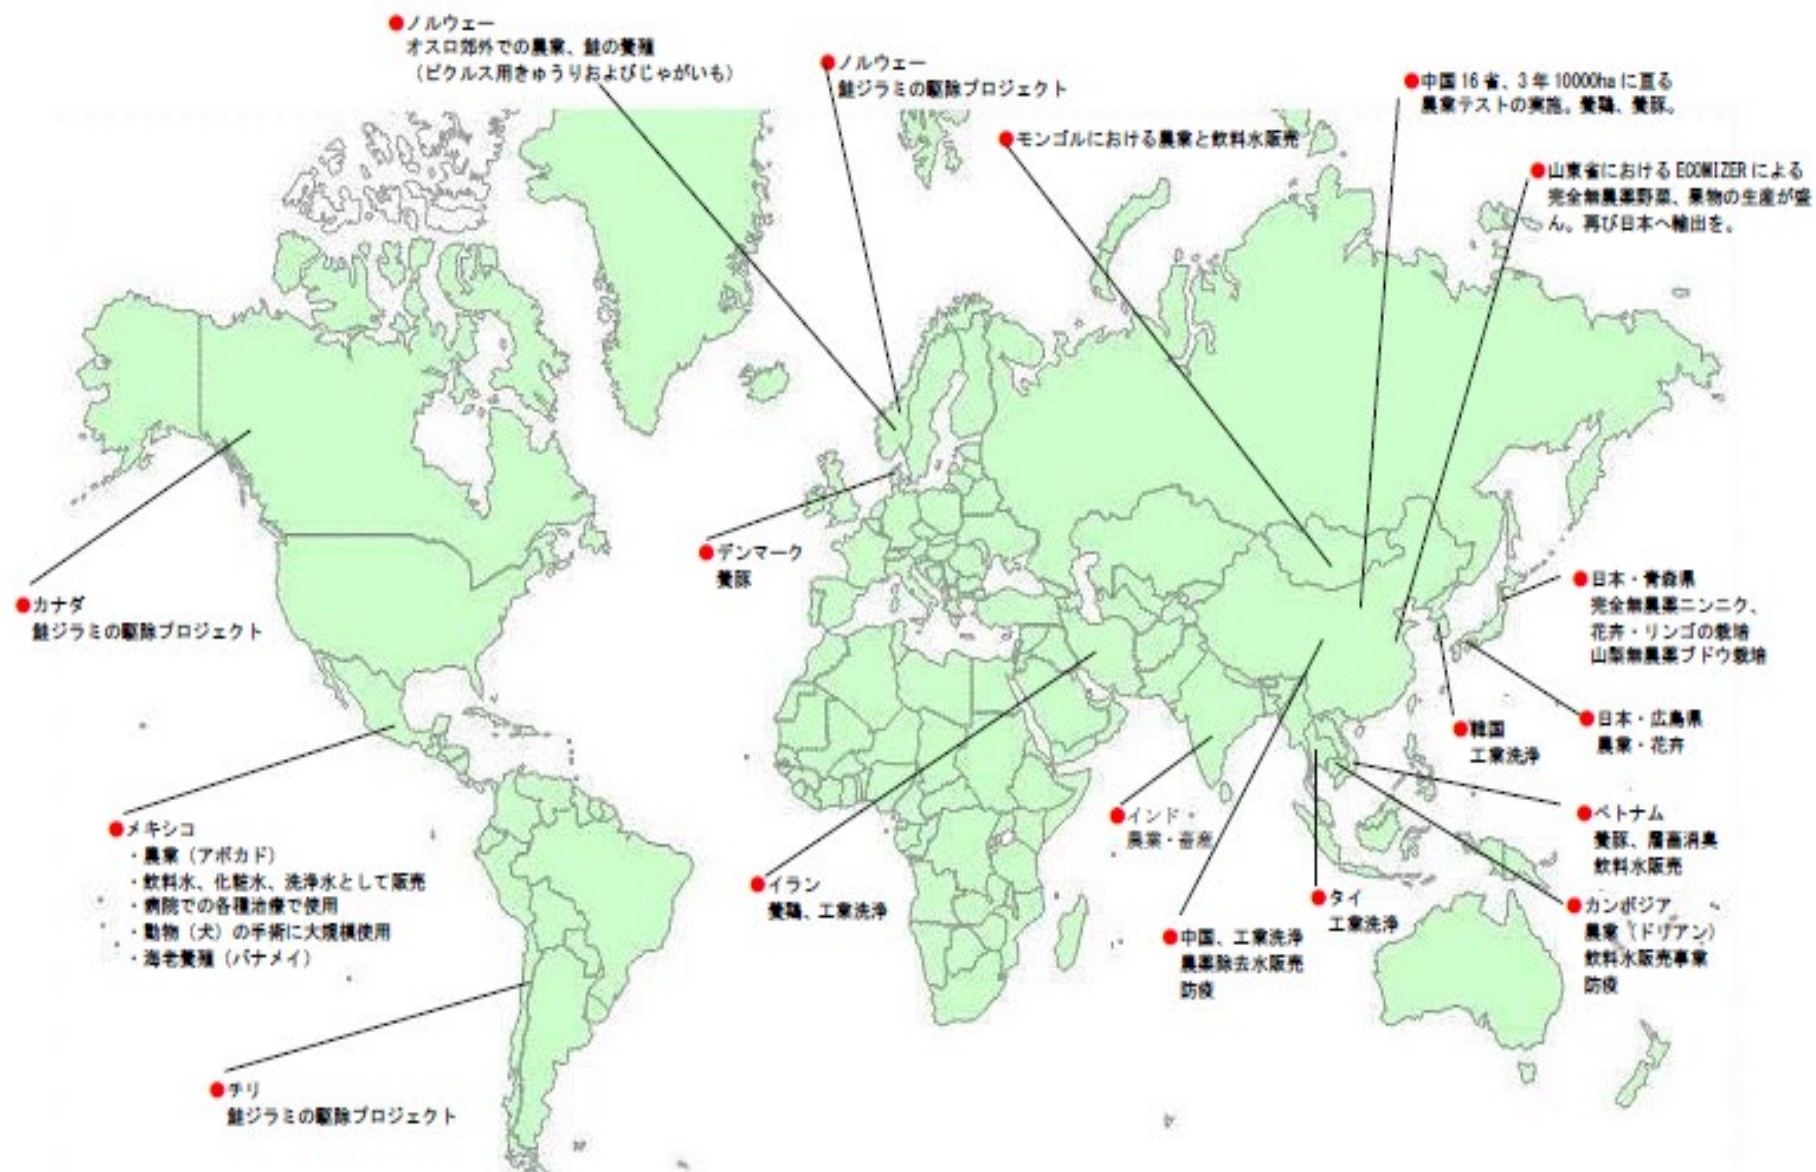 ●ノルウェー
オスロ郊外での農業、鮭の養殖
(ピクルス用きゅうりおよびじゃがいも)
●ノルウェー
鮭ジラミの駆除プロジェクト
●モンゴルにおける農業と飲料水販売
●中国16省、3年10000haに亘る
農業テストの実施。養鶏、養豚。
●山東省におけるECOMIZERによる
完全無農薬野菜、果物の生産が盛
ん。再び日本へ輸出を。
●デンマーク
養豚
●カナダ
鮭ジラミの駆除プロジェクト
●日本・青森県
完全無農薬ニンニク、
花卉・リンゴの栽培
山梨無農薬ブドウ栽培
●日本・広島県
農業・花卉
●韓国
工業洗浄
●メキシコ
・農業(アボカド)
・飲料水、化粧水、洗浄水として販売
・病院での各種治療で使用
・動物(犬)の手術に大規模使用
・海老養殖(バナメイ)
●インド・
農業・畜産
●ベトナム
養豚、屠畜消臭
飲料水販売
●イラン
養鶏、工業洗浄
●タイ
工業洗浄
●カンボジア
農業(ドリアン)
飲料水販売事業
防疫
●中国、工業洗浄
農薬除去水販売
防疫
●チリ
鮭ジラミの駆除プロジェクト